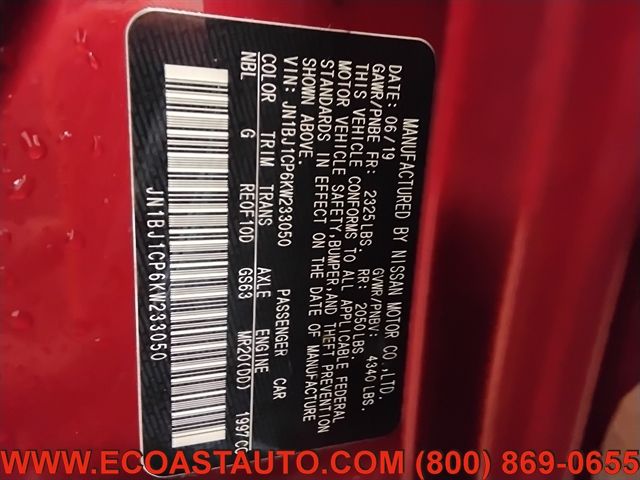 MANUFACTURED BY NISSAN MOTOR CO.,LTD.
DATE: 06/19 GVWR/PNBV: 4340 LBS.
GAWR/PNBE FR: 2325LBS. RR: 2050LBS.
THIS VEHICLE CONFORMS TO ALL APPLICABLE FEDERAL
MOTOR VEHICLE SAFETY,BUMPER,AND THEFT PREVENTION
STANDARDS IN EFFECT ON THE DATE OF MANUFACTURE
SHOWN ABOVE.
VIN: JN1BJ1CP6KW233050 PASSENGER CAR
COLOR TRIM TRANS AXLE ENGINE
NBL G REOF10D GS63 MR20(DD) 1997 CC
JN1BJ1CP6KW233050
WWW.ECOASTAUTO.COM (800) 869-0655